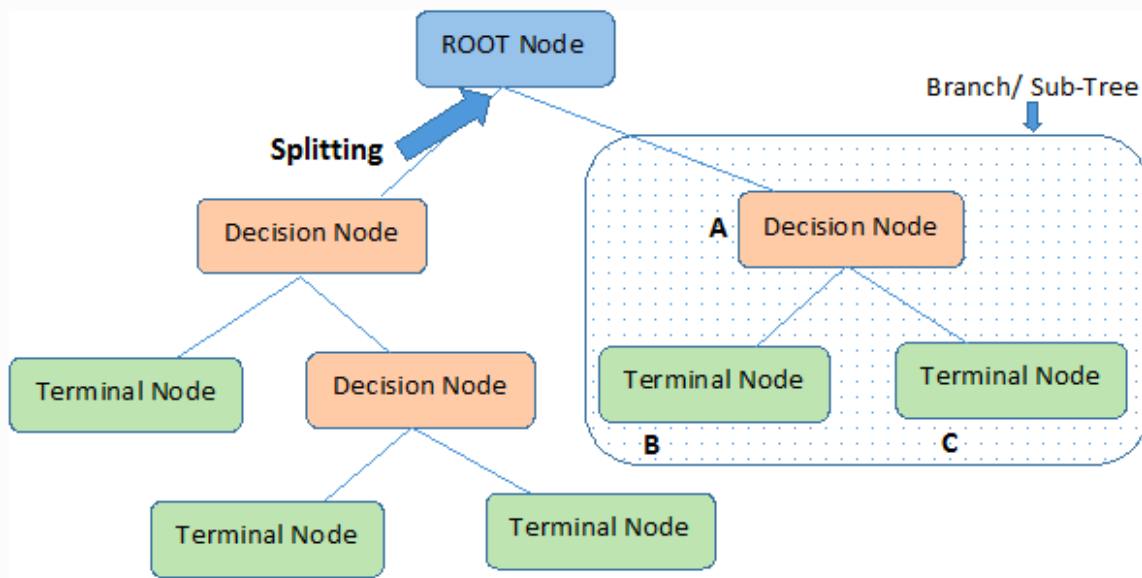 ROOT Node
Branch/ Sub-Tree
Splitting
Decision Node
A
Decision Node
Terminal Node
Decision Node
Terminal Node
Terminal Node
B
C
Terminal Node
Terminal Node